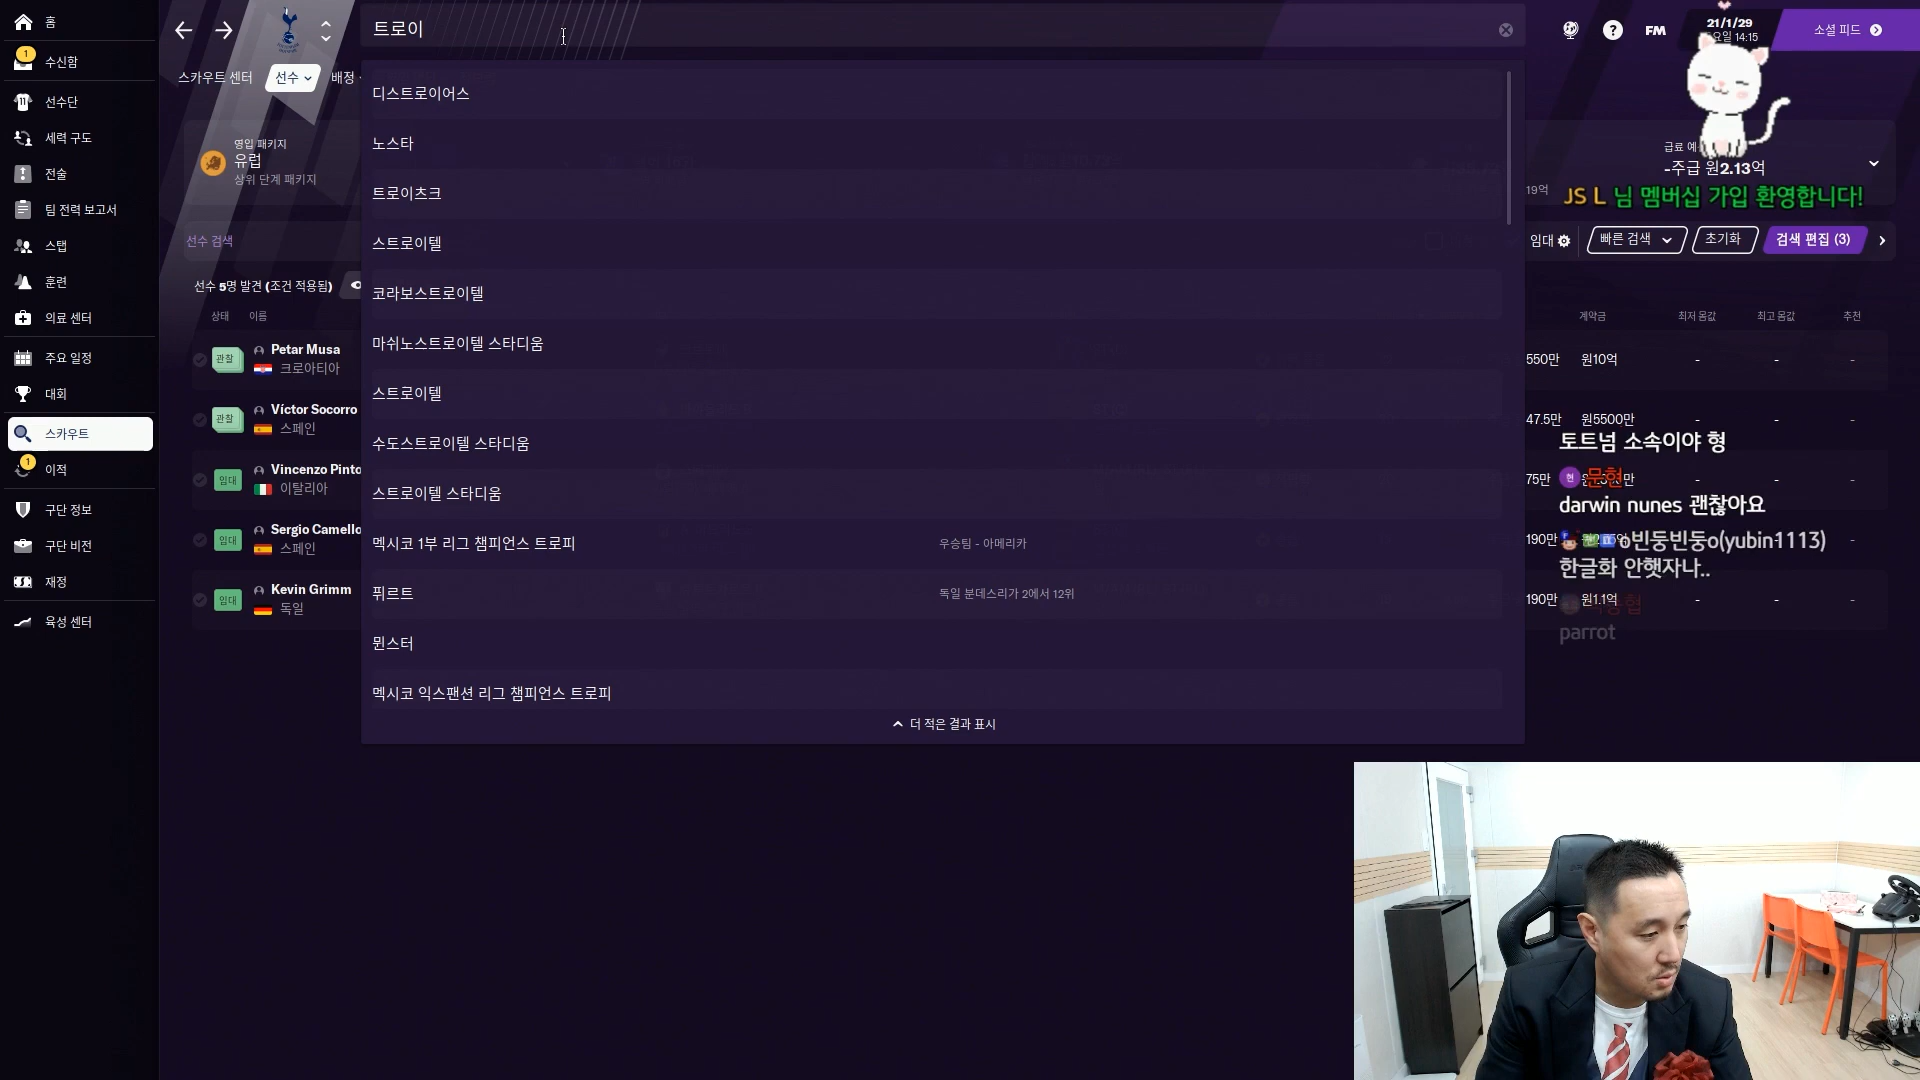 홈
트로이
FM
21/1/29
요일 14:15
소셜 피드
1
수신함
스카우트 센터
선수
배정
디스트로이어스
선수단
노스타
세력 구도
영입 패키지
유럽
상위 단계 패키지
급료 예
-주급 원2.13억
19억
전술
트로이츠크
JS L 님 멤버십 가입 환영합니다!
팀 전력 보고서
스탭
선수 검색
스트로이텔
임대
빠른 검색
초기화
검색 편집 (3)
훈련
선수 5명 발견 (조건 적용됨)
코라보스트로이텔
의료 센터
상태
이름
계약금
최저 몸값
최고 몸값
추천
주요 일정
관찰
Petar Musa
크로아티아
마쉬노스트로이텔 스타디움
550만
원10억
-
-
-
대회
스트로이텔
스카우트
관찰
Víctor Socorro
스페인
수도스트로이텔 스타디움
47.5만
원5500만
-
-
-
토트넘 소속이야 형
1
이적
임대
Vincenzo Pinto
이탈리아
스트로이텔 스타디움
75만
만
-
-
현
문현
darwin nunes 괜찮아요
구단 정보
구단 비전
임대
Sergio Camello
스페인
멕시코 1부 리그 챔피언스 트로피
우승팀 - 아메리카
190만
-
o빈둥빈둥o(yubin1113)
한글화 안햇자나..
재정
임대
Kevin Grimm
독일
퓌르트
독일 분데스리가 2에서 12위
190만
원1.1억
-
-
-
parrot
육성 센터
뮌스터
멕시코 익스팬션 리그 챔피언스 트로피
더 적은 결과 표시